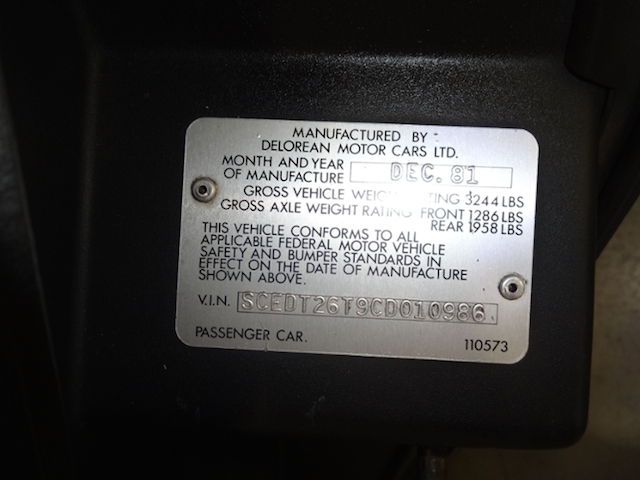 MANUFACTURED BY
DELOREAN MOTOR CARS LTD.
MONTH AND YEAR
OF MANUFACTURE DEC. 81
GROSS VEHICLE 3244 LBS
GROSS AXLE WEIGHT RATING FRONT 1286 LBS
REAR 1958 LBS
THIS VEHICLE CONFORMS TO ALL
APPLICABLE FEDERAL MOTOR VEHICLE
SAFETY AND BUMPER STANDARDS IN
EFFECT ON THE DATE OF MANUFACTURE
SHOWN ABOVE.
V.I.N. SCEDT26T9CD010986
PASSENGER CAR. 110573